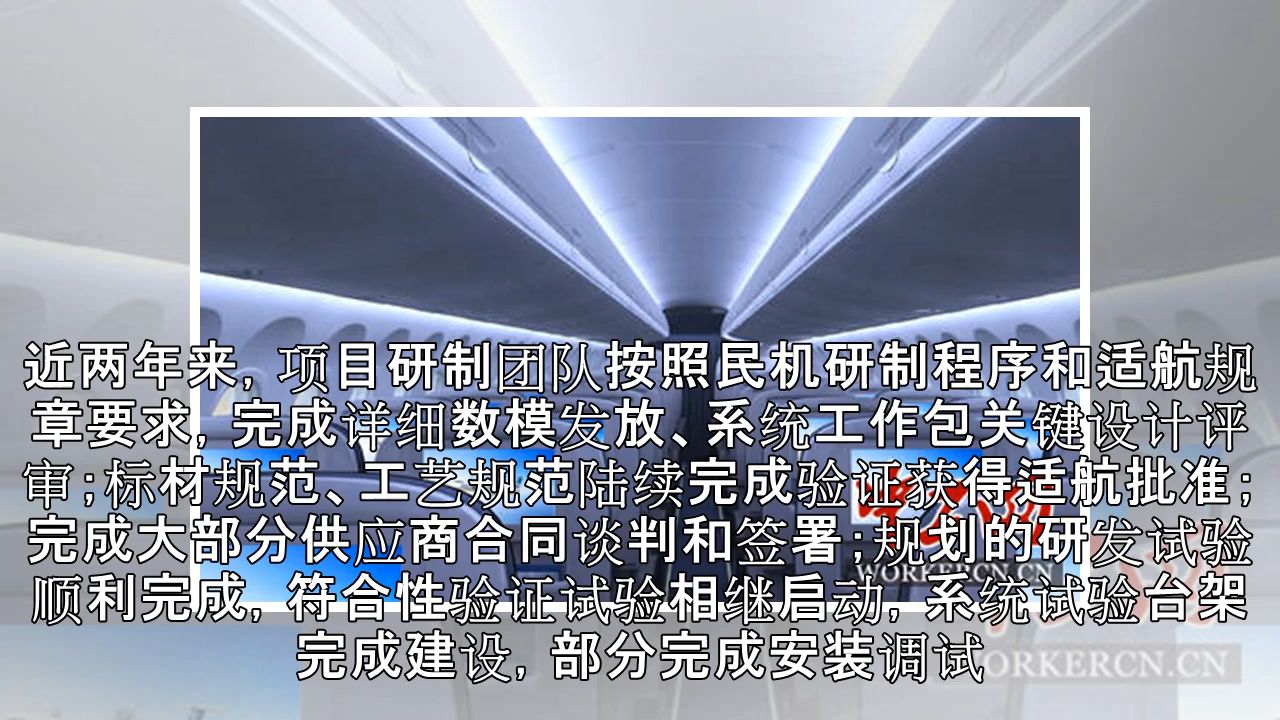 近两年来,项目研制团队按照民机研制程序和适航规
章要求,完成详细数模发放、系统工作包关键设计评
审;标材规范、工艺规范陆续完成验证获得适航批准;
完成大部分供应商合同谈判和签署;规划的研发试验
顺利完成,符合性验证试验相继启动,系统试验台架
完成建设,部分完成安装调试
WORKERCN.CN
WORKERCN.CN